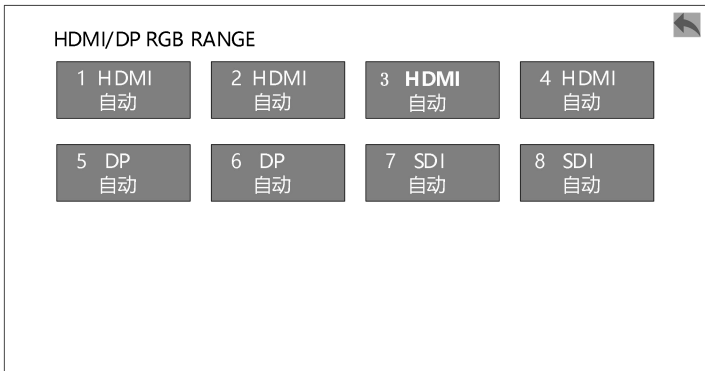 HDMI/DP RGB RANGE
1 HDMI
自动
2 HDMI
自动
3 HDMI
自动
4 HDMI
自动
5 DP
自动
6 DP
自动
7 SDI
自动
8 SDI
自动